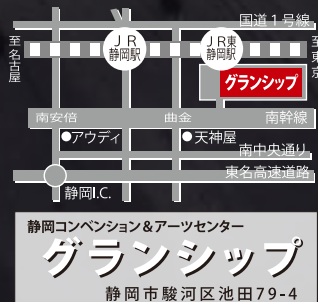 国道1号線
至名古屋
JR
静岡駅
JR東
静岡駅
至東京
グランシップ
南安倍
曲金
南幹線
アウディ
天神屋
南中央通り
東名高速道路
静岡I.C.
静岡コンベンション&アーツセンター
グランシップ
静岡市駿河区池田79-4